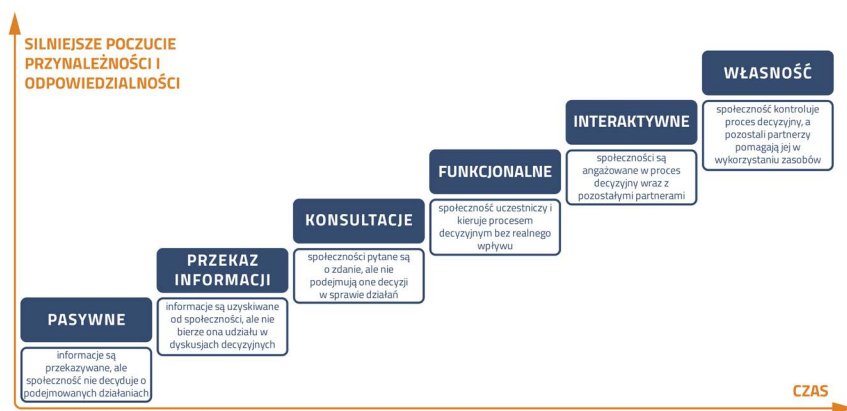 SILNIEJSZE POCZUCIE
PRZYNALEŻNOŚCI I
ODPOWIEDZIALNOŚCI
WŁASNOŚĆ
społeczność kontroluje
proces decyzyjny, a
pozostali partnerzy
pomagają jej w
wykorzystaniu zasobów
INTERAKTYWNE
społeczności są
angażowane w proces
decyzyjny wraz z
pozostałymi partnerami
FUNKCJONALNE
społeczność uczestniczy i
kieruje procesem
decyzyjnym bez realnego
wpływu
KONSULTACJE
społeczności pytane są
o zdanie, ale nie
podejmują one decyzji
w sprawie działań
PRZEKAZ
INFORMACJI
informacje są uzyskiwane
od społeczności, ale nie
bierze ona udziału w
dyskusjach decyzyjnych
PASYWNE
informacje są
przekazywane, ale
społeczność nie decyduje o
podejmowanych działaniach
CZAS